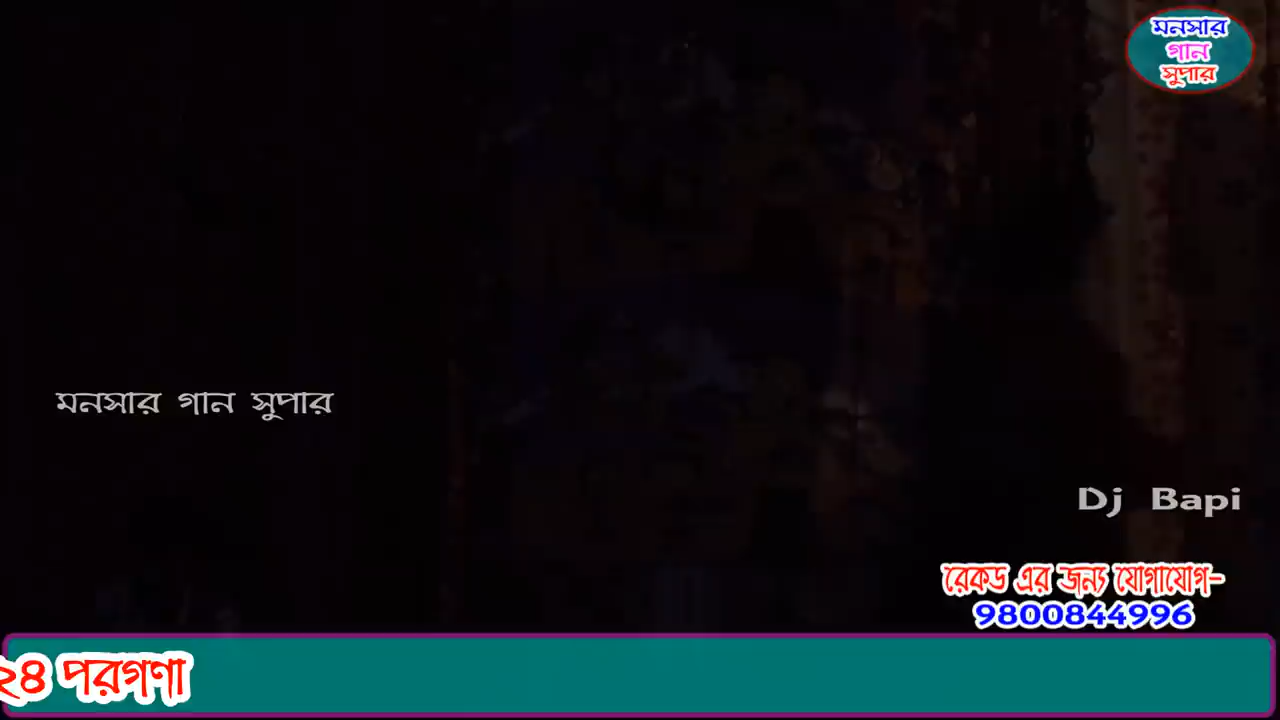 মনসার
গান
সুপার
মনসার গান সুপার
Dj Bapi
রেকড এর জন্য যোগাযোগ-
9800844996
২৪ পরগণা